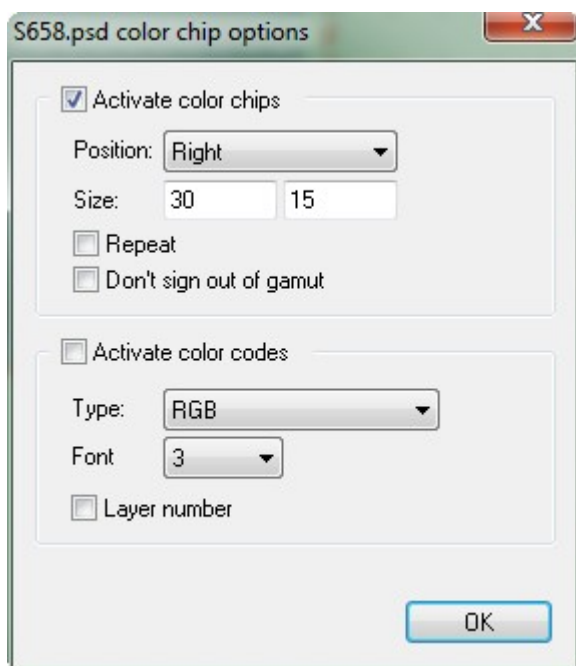 S658.psd color chip options
Activate color chips
Position: Right
Size: 30 15
Repeat
Don't sign out of gamut
Activate color codes
Type: RGB
Font 3
Layer number
OK